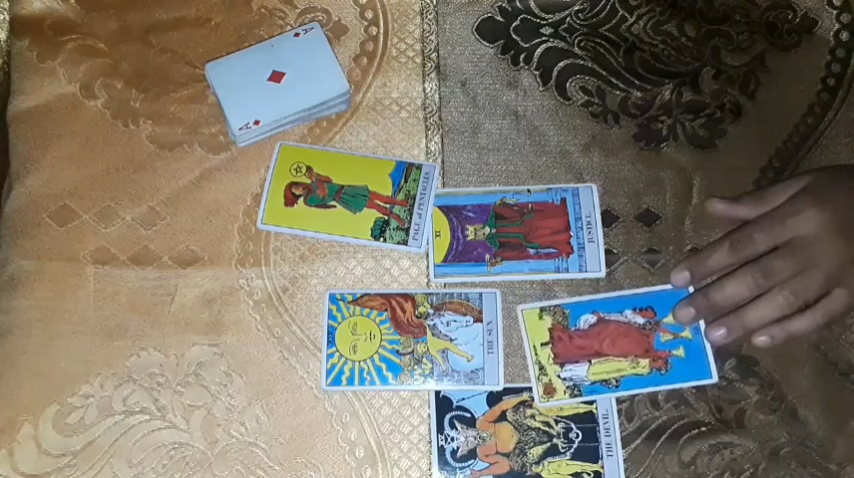 A
A
PAGE of PENTACLES
XI
JUSTICE.
THE SUN.
THE DEVIL.